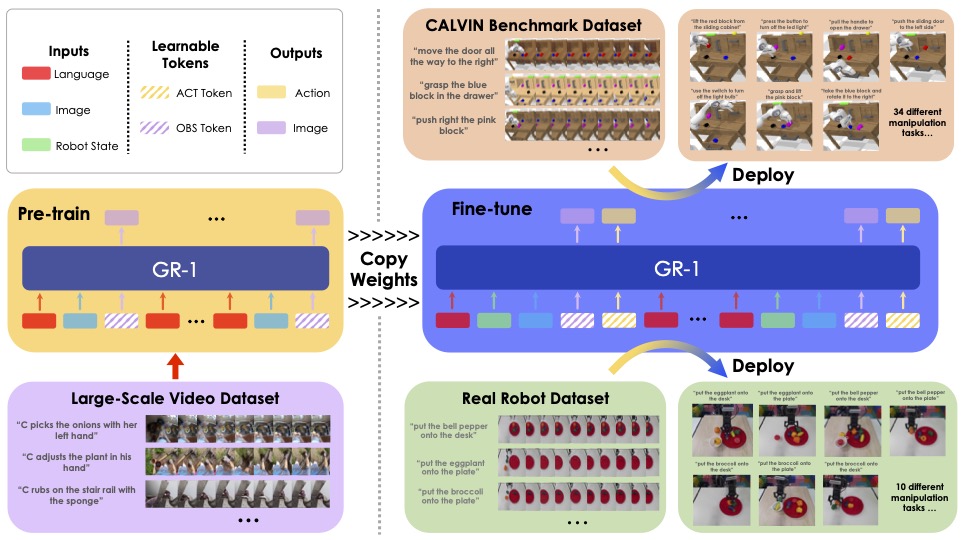 Inputs
Language
Image
Robot State
Learnable
Tokens
ACT Token
OBS Token
Outputs
Action
Image
CALVIN Benchmark Dataset
“move the door all
the way to the right”
“grasp the blue
block in the drawer”
“push right the pink
block”
...
“lift the red block from
the sliding cabinet”
“press the button to
turn off the led light”
“pull the handle to
open the drawer”
“push the sliding door
to the left side”
“use the switch to turn
off the light bulb”
“grasp and lift
the pink block”
“take the blue block and
rotate it to the right”
34 different
manipulation
tasks...
Deploy
Pre-train
...
GR-1
...
>>>>>>
Copy
Weights
>>>>>>
Fine-tune
...
GR-1
...
Deploy
Large-Scale Video Dataset
“C picks the onions with her
left hand”
“C adjusts the plant in his
hand”
“C rubs on the stair rail with
the sponge”
...
Real Robot Dataset
“put the bell pepper
onto the desk”
“put the eggplant
onto the plate”
“put the broccoli
onto the plate”
...
“put the eggplant onto
the desk”
“put the eggplant onto
the plate”
“put the bell pepper
onto the desk”
“put the bell pepper
onto the plate”
“put the broccoli onto
the desk”
“put the broccoli onto
the plate”
“put the broccoli onto
the desk”
10 different
manipulation
tasks ...